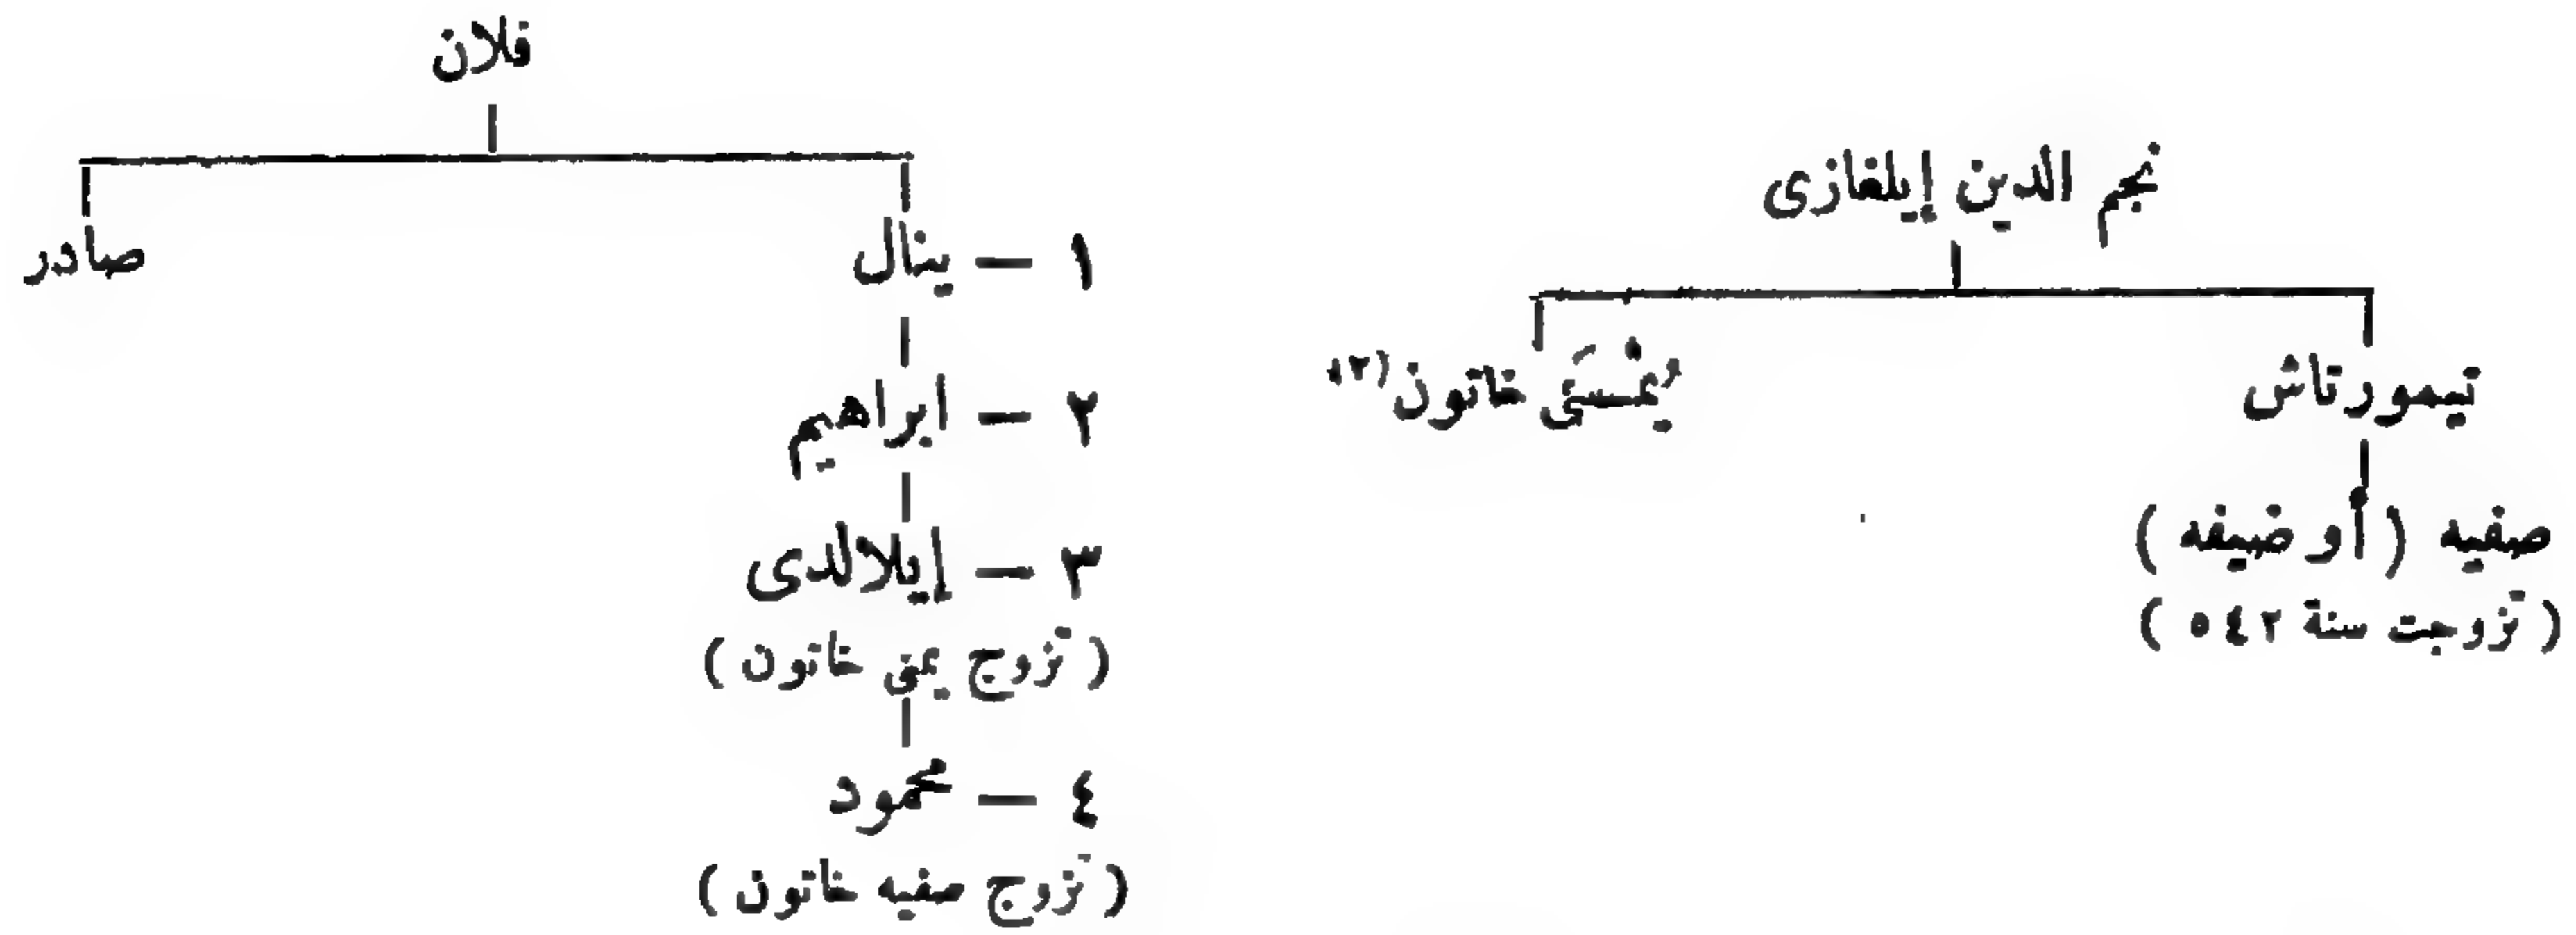 نجم الدين إيلغازى
تيمورتاش
خاتون (٢)
صفيه ( أو ضيفه )
( تزوجت سنة ٥٤٢ )
فلان
١ — ينال
صادر
٢ — ابراهيم
٣ — إيلالدى
( تزوج يمنى خاتون )
٤ — محمود
( تزوج صفيه خاتون )